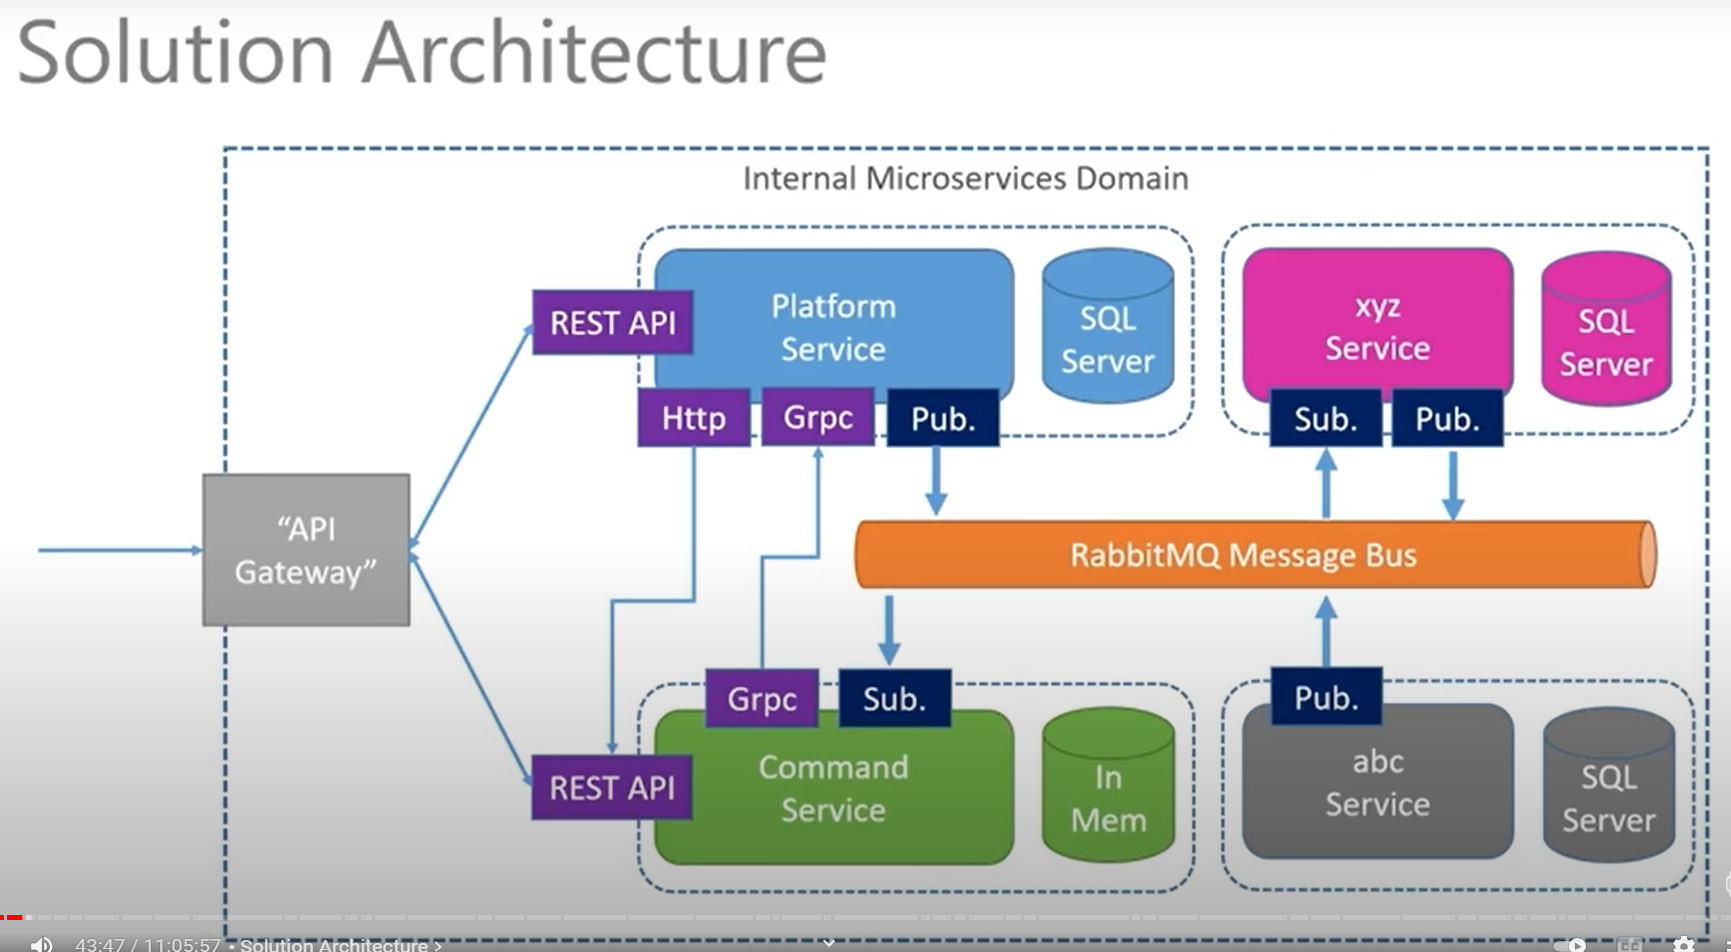 Solution Architecture
Internal Microservices Domain
REST API
Platform
Service
SQL
Server
xyz
Service
SQL
Server
Http
Grpc
Pub.
Sub.
Pub.
“API
Gateway”
RabbitMQ Message Bus
Grpc
Sub.
Pub.
REST API
Command
Service
In
Mem
abc
Service
SQL
Server
43:47 / 11:05:57 • Solution Architecture >
CC